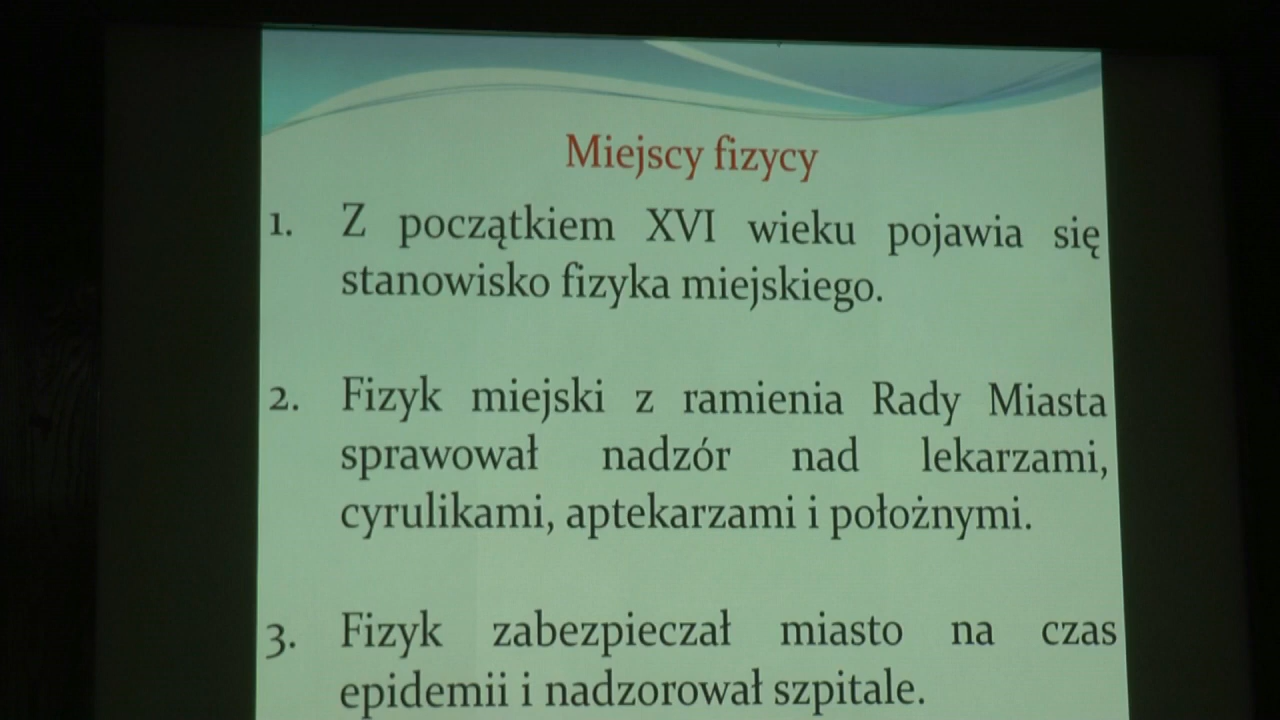 Miejscy fizycy
1. Z początkiem XVI wieku pojawia się
stanowisko fizyka miejskiego.
2. Fizyk miejski z ramienia Rady Miasta
sprawował nadzór nad lekarzami,
cyrulikami, aptekarzami i położnymi.
3. Fizyk zabezpieczał miasto na czas
epidemii i nadzorował szpitale.